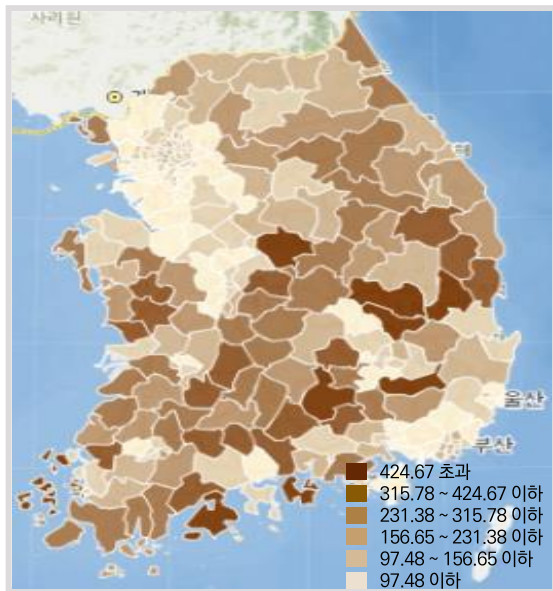 사리원
울산
부산
424.67 초과
315.78 ~ 424.67 이하
231.38 ~ 315.78 이하
156.65 ~ 231.38 이하
97.48 ~ 156.65 이하
97.48 이하